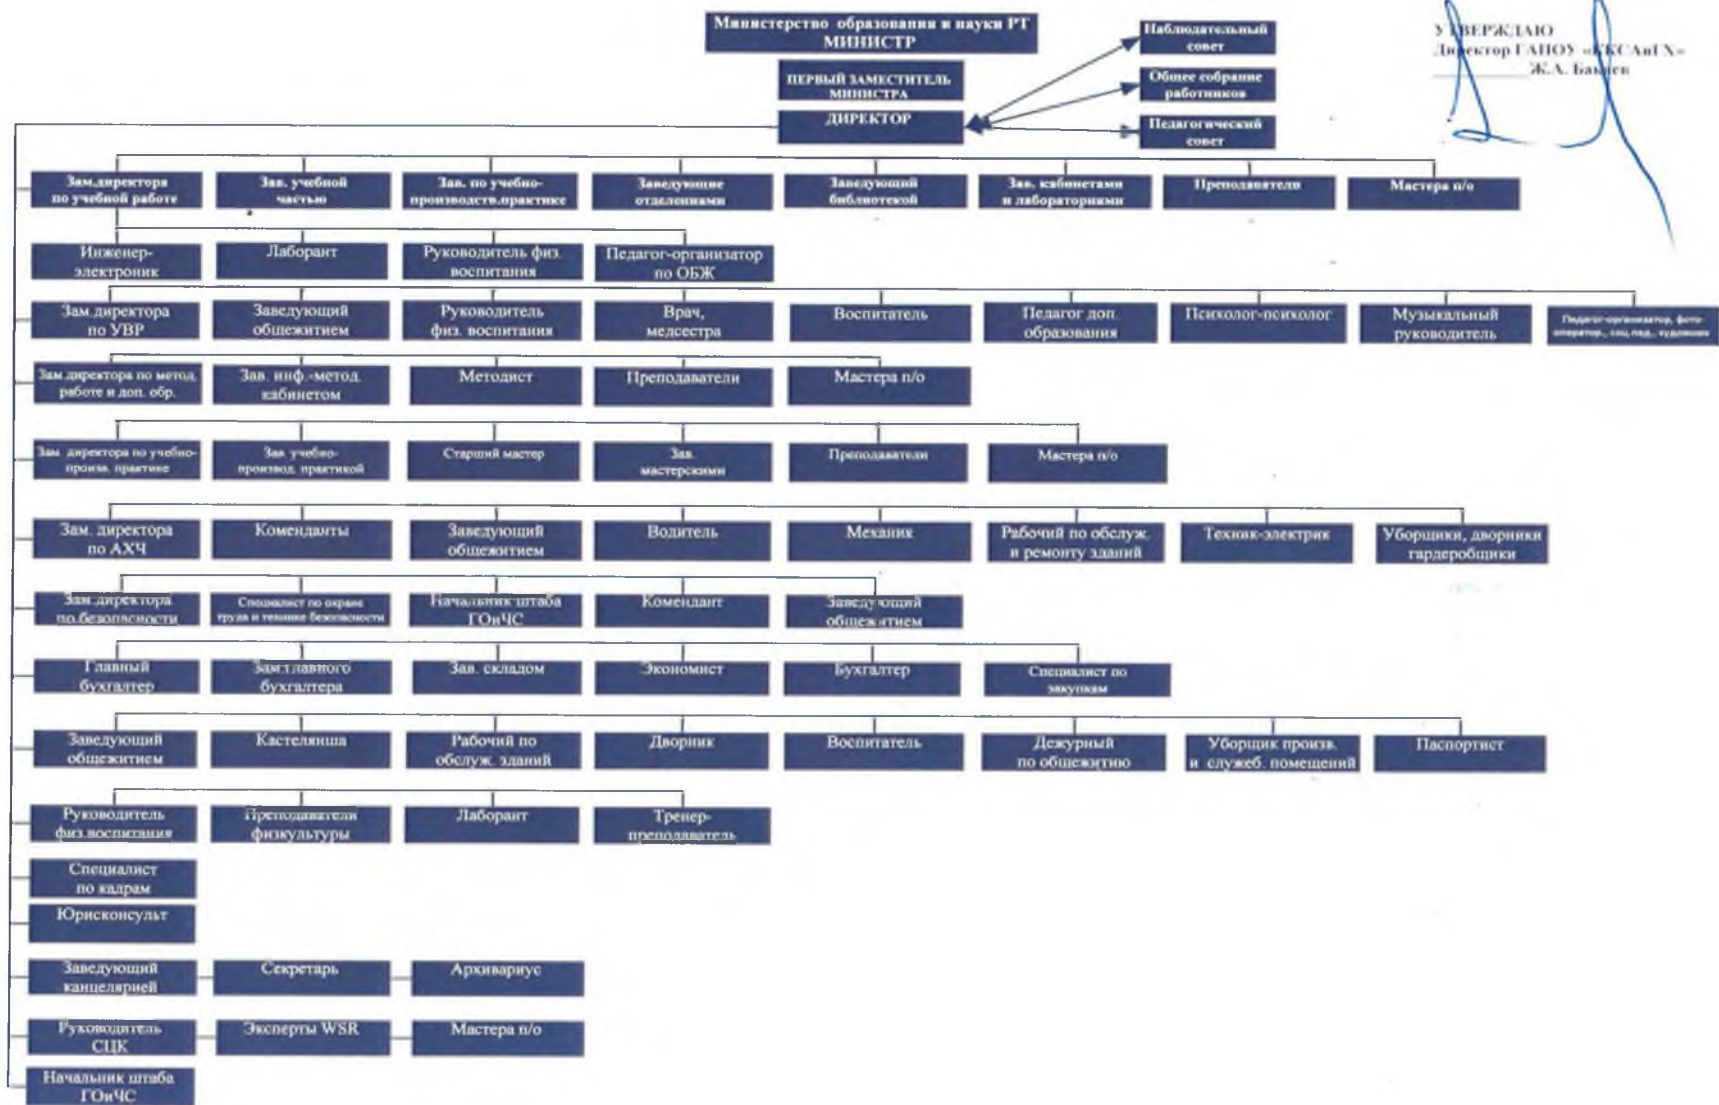 Министерство образования и науки РТ
МИНИСТР
Наблюдательный
совет
УТВЕРЖДАЮ
Директор ГАПОУ
Ж.А.
ПЕРВЫЙ ЗАМЕСТИТЕЛЬ
МИНИСТРА
Общее собрание
работников
ДИРЕКТОР
Педагогический
совет
Зам.директора
по учебной работе
Зав. учебной
частью
Зав. по учебно-
производств.практике
Заведующие
отделениями
Заведующий
библиотекой
Зав. кабинетами
и лабораториями
Преподаватели
Мастера п/о
Инженер-
электроник
Лаборант
Руководитель физ.
воспитания
Педагог-организатор
по ОБЖ
Зам.директора
по УВР
Заведующий
общежитием
Руководитель
физ. воспитания
Врач,
медсестра
Воспитатель
Педагог доп.
образования
Психолог-психолог
Музыкальный
руководитель
Педагог-организатор, фото-
оператор., соц.пед., художник
Зам.директора по метод.
работе и доп. обр.
Зав. инф.-метод.
кабинетом
Методист
Преподаватели
Мастера п/о
Зам. директора по учебно-
произв. практике
Зав. учебно-
производ. практикой
Старший мастер
Зав.
мастерскими
Преподаватели
Мастера п/о
Зам. директора
по АХЧ
Коменданты
Заведующий
общежитием
Водитель
Механик
Рабочий по обслуж.
и ремонту зданий
Техник-электрик
Уборщики, дворники
гардеробщики
Зам.директора
по безопасности
Специалист по охране
труда и технике безопасности
Начальник штаба
ГОиЧС
Комендант
Заведующий
общежитием
Главный
бухгалтер
Зам.главного
бухгалтера
Зав. складом
Экономист
Бухгалтер
Специалист по
закупкам
Заведующий
общежитием
Кастелянша
Рабочий по
обслуж. зданий
Дворник
Воспитатель
Дежурный
по общежитию
Уборщик произв.
и служеб. помещений
Паспортист
Руководитель
физ.воспитания
Преподаватели
физкультуры
Лаборант
Тренер-
преподаватель
Специалист
по кадрам
Юрисконсульт
Заведующий
канцелярией
Секретарь
Архивариус
Руководитель
СЦК
Эксперты WSR
Мастера п/о
Начальник штаба
ГОиЧС